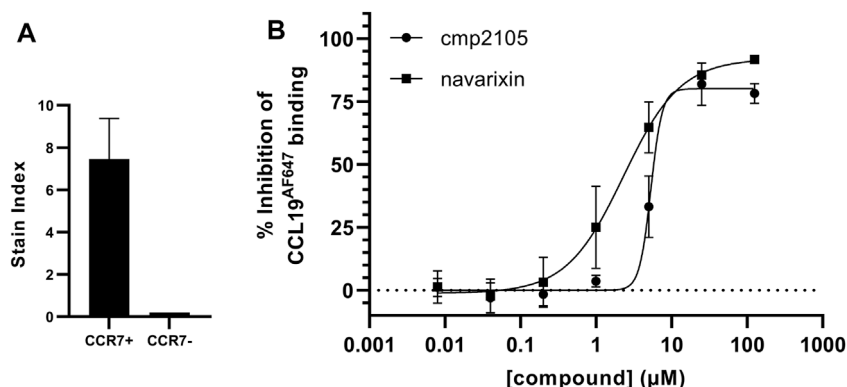 A
Stain Index
10
8
6
4
2
0
CCR7+ CCR7-
B
cmp2105
navarixin
% Inhibition of
CCL19AF647 binding
100
75
50
25
0
0.001 0.01 0.1 1 10 100 1000
[compound] (µM)